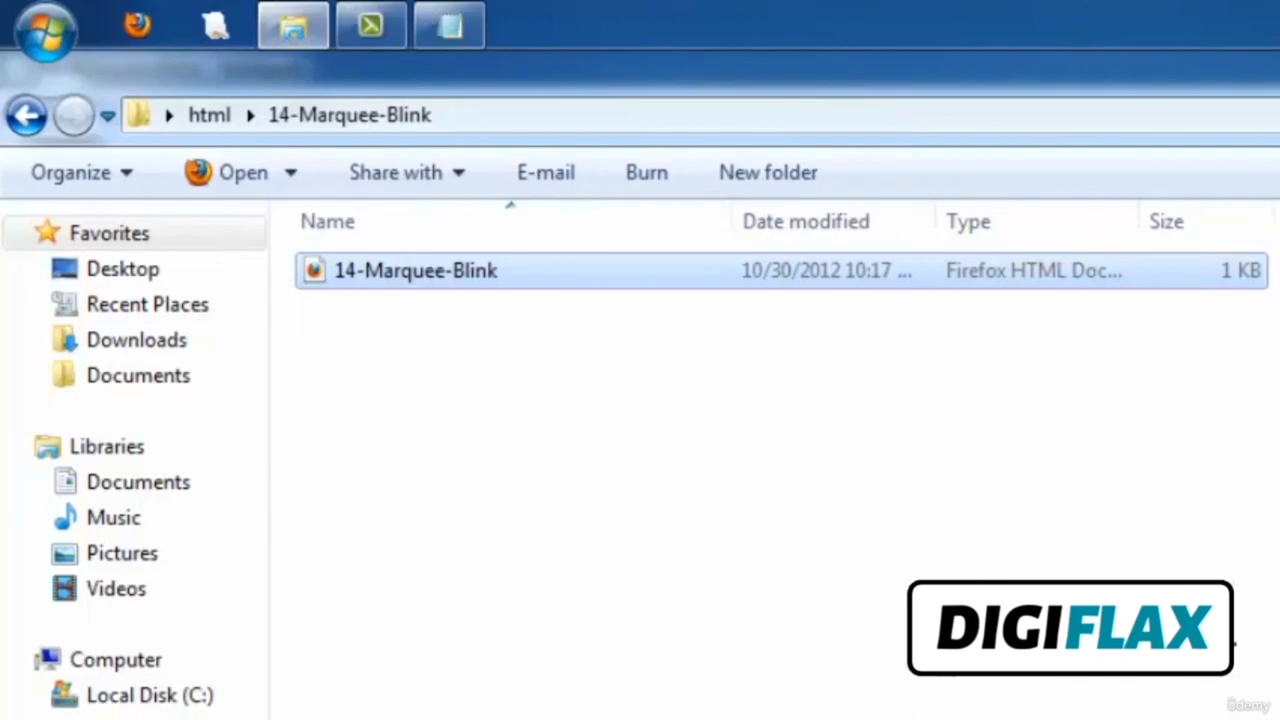 html 14-Marquee-Blink
Organize Open Share with E-mail Burn New folder
Name Date modified Type Size
14-Marquee-Blink 10/30/2012 10:17 ... Firefox HTML Doc... 1 KB
Favorites
Desktop
Recent Places
Downloads
Documents
Libraries
Documents
Music
Pictures
Videos
Computer
Local Disk (C:)
DIGIFLAX
ûdemy